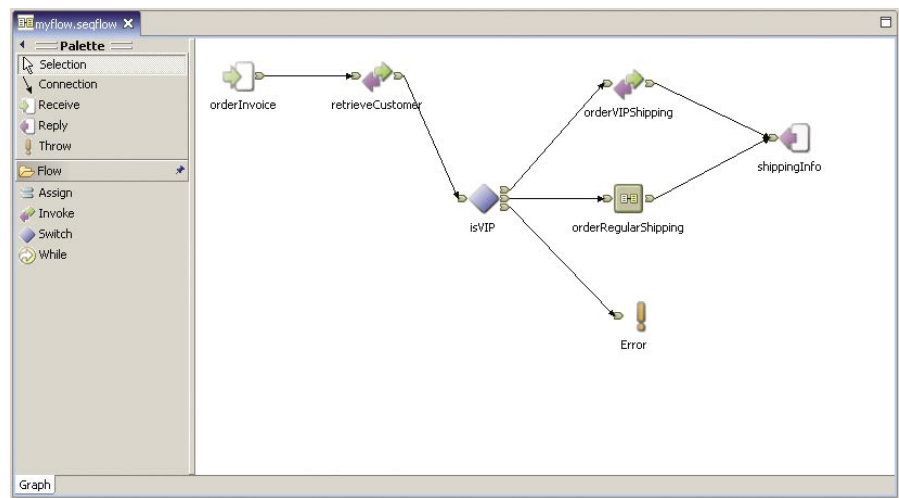 myflow.seqflow
Palette
Selection
Connection
Receive
Reply
Throw
Flow
Assign
Invoke
Switch
While
orderInvoice
retrieveCustomer
orderVIPShipping
shippingInfo
isVIP
orderRegularShipping
Error
Graph